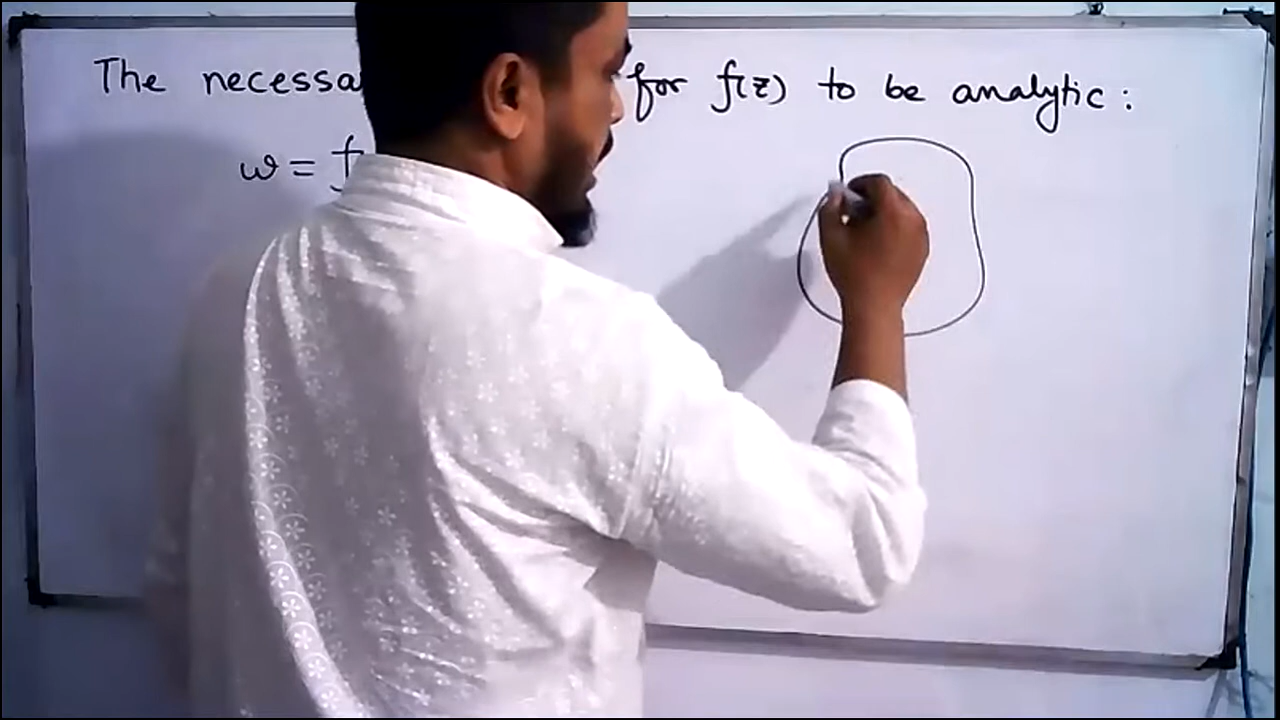 The necessa for f(z) to be analytic :
w = f